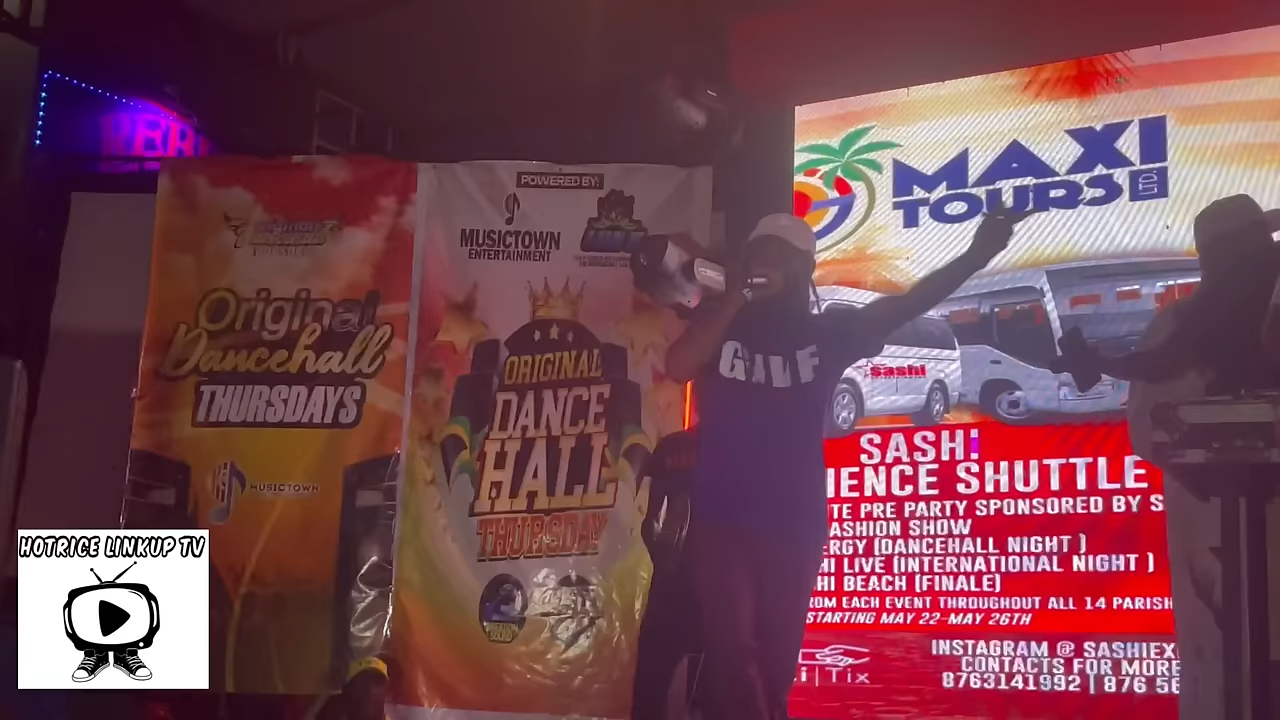 Original
Dancehall
THURSDAYS
MUSICTOWN
POWERED BY:
MUSICTOWN
ENTERTAINMENT
ORIGINAL
DANCE
HALL
THURSDAY
MAXI
TOURS LTD.
sashi
SASHI
IENCE SHUTTLE
TE PRE PARTY SPONSORED BY S
ASHION SHOW
ERGY (DANCEHALL NIGHT )
HI LIVE (INTERNATIONAL NIGHT )
HI BEACH (FINALE)
ROM EACH EVENT THROUGHOUT ALL 14 PARISH
STARTING MAY 22-MAY 26TH
INSTAGRAM @ SASHIEX
CONTACTS FOR MORE
8763141992 | 876 56
i|Tix
HOTRICE LINKUP TV